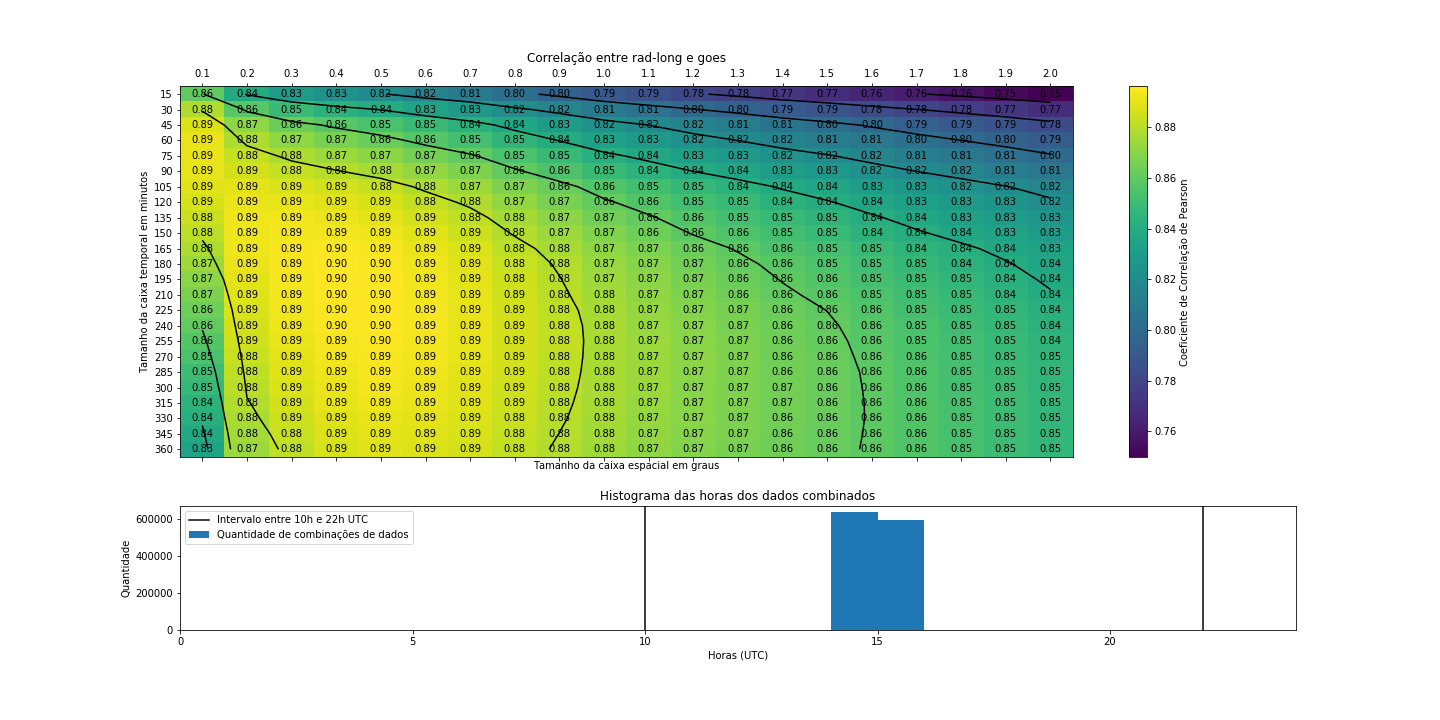 Correlação entre rad-long e goes
0.1 0.2 0.3 0.4 0.5 0.6 0.7 0.8 0.9 1.0 1.1 1.2 1.3 1.4 1.5 1.6 1.7 1.8 1.9 2.0
15 0.86 0.84 0.83 0.83 0.82 0.82 0.81 0.80 0.80 0.79 0.79 0.78 0.78 0.77 0.77 0.76 0.76 0.76 0.75 0.75
30 0.88 0.86 0.85 0.84 0.84 0.83 0.83 0.82 0.82 0.81 0.81 0.80 0.80 0.79 0.79 0.78 0.78 0.78 0.77 0.77
45 0.89 0.87 0.86 0.86 0.85 0.85 0.84 0.84 0.83 0.82 0.82 0.81 0.81 0.81 0.80 0.80 0.79 0.79 0.79 0.78
60 0.89 0.88 0.87 0.87 0.86 0.86 0.85 0.85 0.84 0.83 0.83 0.82 0.82 0.82 0.81 0.81 0.80 0.80 0.80 0.79
75 0.89 0.88 0.88 0.87 0.87 0.87 0.86 0.85 0.85 0.84 0.84 0.83 0.83 0.82 0.82 0.82 0.81 0.81 0.81 0.80
90 0.89 0.89 0.88 0.88 0.88 0.87 0.87 0.86 0.86 0.85 0.85 0.84 0.84 0.83 0.83 0.82 0.82 0.82 0.81 0.81
105 0.89 0.89 0.89 0.89 0.88 0.88 0.87 0.87 0.86 0.86 0.85 0.85 0.84 0.84 0.84 0.83 0.83 0.82 0.82 0.82
120 0.89 0.89 0.89 0.89 0.89 0.88 0.88 0.87 0.87 0.86 0.86 0.85 0.85 0.84 0.84 0.84 0.83 0.83 0.83 0.82
135 0.88 0.89 0.89 0.89 0.89 0.89 0.88 0.88 0.87 0.87 0.86 0.86 0.85 0.85 0.85 0.84 0.84 0.83 0.83 0.83
150 0.88 0.89 0.89 0.89 0.89 0.89 0.88 0.88 0.87 0.87 0.86 0.86 0.86 0.85 0.85 0.84 0.84 0.84 0.83 0.83
165 0.88 0.89 0.89 0.89 0.89 0.89 0.89 0.88 0.88 0.87 0.87 0.86 0.86 0.85 0.85 0.85 0.84 0.84 0.84 0.83
180 0.87 0.89 0.89 0.90 0.90 0.89 0.89 0.88 0.88 0.87 0.87 0.87 0.86 0.86 0.85 0.85 0.85 0.84 0.84 0.84
195 0.87 0.89 0.89 0.90 0.90 0.89 0.89 0.88 0.88 0.87 0.87 0.87 0.86 0.86 0.86 0.85 0.85 0.85 0.84 0.84
210 0.87 0.89 0.89 0.90 0.90 0.89 0.89 0.89 0.88 0.88 0.87 0.87 0.86 0.86 0.86 0.85 0.85 0.85 0.84 0.84
225 0.86 0.89 0.89 0.90 0.90 0.89 0.89 0.89 0.88 0.88 0.87 0.87 0.87 0.86 0.86 0.86 0.85 0.85 0.85 0.84
240 0.86 0.89 0.89 0.90 0.90 0.89 0.89 0.89 0.88 0.88 0.87 0.87 0.87 0.86 0.86 0.86 0.85 0.85 0.85 0.84
255 0.86 0.89 0.89 0.89 0.90 0.89 0.89 0.89 0.88 0.88 0.87 0.87 0.87 0.86 0.86 0.86 0.85 0.85 0.85 0.84
270 0.85 0.88 0.89 0.89 0.89 0.89 0.89 0.89 0.88 0.88 0.87 0.87 0.87 0.86 0.86 0.86 0.85 0.85 0.85 0.85
285 0.85 0.88 0.89 0.89 0.89 0.89 0.89 0.89 0.88 0.88 0.87 0.87 0.87 0.86 0.86 0.86 0.85 0.85 0.85 0.85
300 0.85 0.88 0.89 0.89 0.89 0.89 0.89 0.89 0.88 0.88 0.87 0.87 0.87 0.86 0.86 0.86 0.85 0.85 0.85 0.85
315 0.84 0.88 0.89 0.89 0.89 0.89 0.89 0.88 0.88 0.88 0.87 0.87 0.87 0.86 0.86 0.86 0.86 0.85 0.85 0.85
330 0.84 0.88 0.89 0.89 0.89 0.89 0.89 0.88 0.88 0.88 0.87 0.87 0.87 0.86 0.86 0.86 0.86 0.85 0.85 0.85
345 0.84 0.88 0.88 0.89 0.89 0.89 0.89 0.88 0.88 0.88 0.87 0.87 0.87 0.86 0.86 0.86 0.86 0.85 0.85 0.85
360 0.83 0.87 0.88 0.89 0.89 0.89 0.88 0.88 0.88 0.88 0.87 0.87 0.87 0.86 0.86 0.86 0.86 0.85 0.85 0.85
Tamanho da caixa temporal em minutos
Tamanho da caixa espacial em graus
0.88
0.86
0.84
0.82
0.80
0.78
0.76
Coeficiente de Correlação de Pearson
Histograma das horas dos dados combinados
Intervalo entre 10h e 22h UTC
Quantidade de combinações de dados
600000
400000
200000
0
Quantidade
0 5 10 15 20
Horas (UTC)